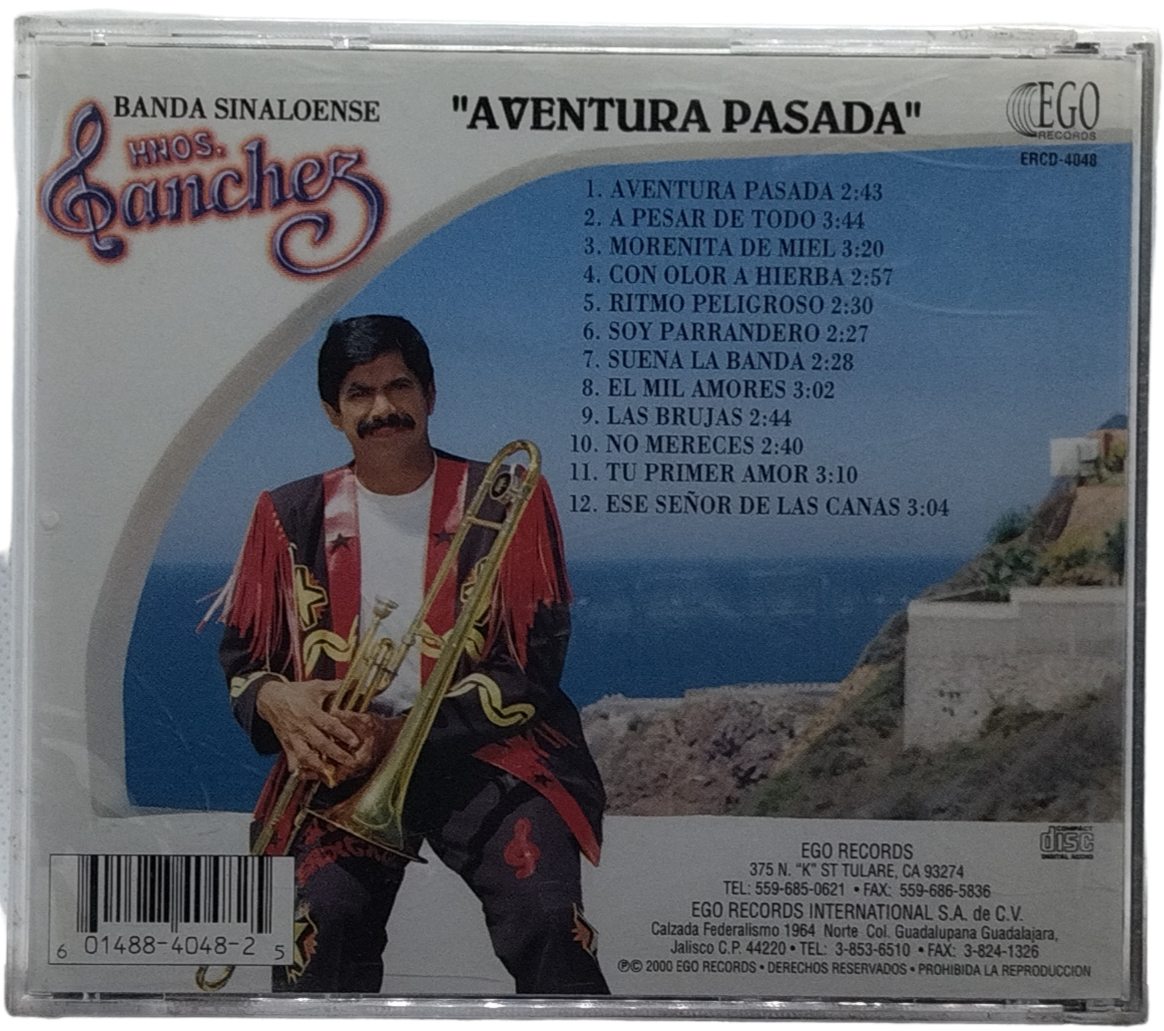 BANDA SINALOENSE
HNOS.
Sanchez
"AVENTURA PASADA"
EGO
RECORDS
ERCD-4048
1. AVENTURA PASADA 2:43
2. A PESAR DE TODO 3:44
3. MORENITA DE MIEL 3:20
4. CON OLOR A HIERBA 2:57
5. RITMO PELIGROSO 2:30
6. SOY PARRANDERO 2:27
7. SUENA LA BANDA 2:28
8. EL MIL AMORES 3:02
9. LAS BRUJAS 2:44
10. NO MERECES 2:40
11. TU PRIMER AMOR 3:10
12. ESE SEÑOR DE LAS CANAS 3:04
COMPACT
disc
DIGITAL AUDIO
EGO RECORDS
375 N. "K" ST TULARE, CA 93274
TEL: 559-685-0621 • FAX: 559-686-5836
EGO RECORDS INTERNATIONAL S.A. de C.V.
Calzada Federalismo 1964 Norte Col. Guadalupana Guadalajara,
Jalisco C.P. 44220 • TEL: 3-853-6510 • FAX: 3-824-1326
℗© 2000 EGO RECORDS • DERECHOS RESERVADOS • PROHIBIDA LA REPRODUCCION
6 01488-4048-2 5